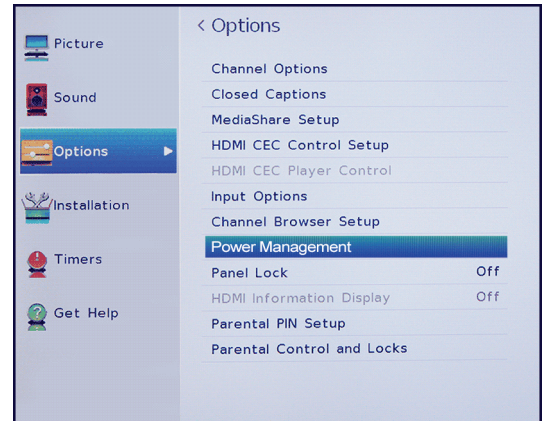 Picture
Sound
Options
Installation
Timers
Get Help
< Options
Channel Options
Closed Captions
MediaShare Setup
HDMI CEC Control Setup
HDMI CEC Player Control
Input Options
Channel Browser Setup
Power Management
Panel Lock Off
HDMI Information Display Off
Parental PIN Setup
Parental Control and Locks